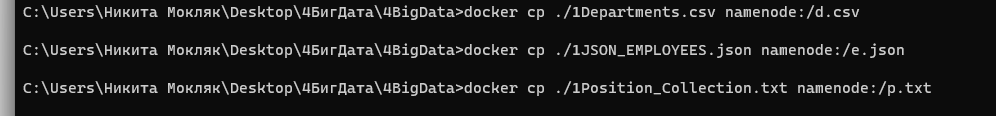 C:\Users\Никита Мокляк\Desktop\4БигДата\4BigData>docker cp ./1Departments.csv namenode:/d.csv
C:\Users\Никита Мокляк\Desktop\4БигДата\4BigData>docker cp ./1JSON_EMPLOYEES.json namenode:/e.json
C:\Users\Никита Мокляк\Desktop\4БигДата\4BigData>docker cp ./1Position_Collection.txt namenode:/p.txt